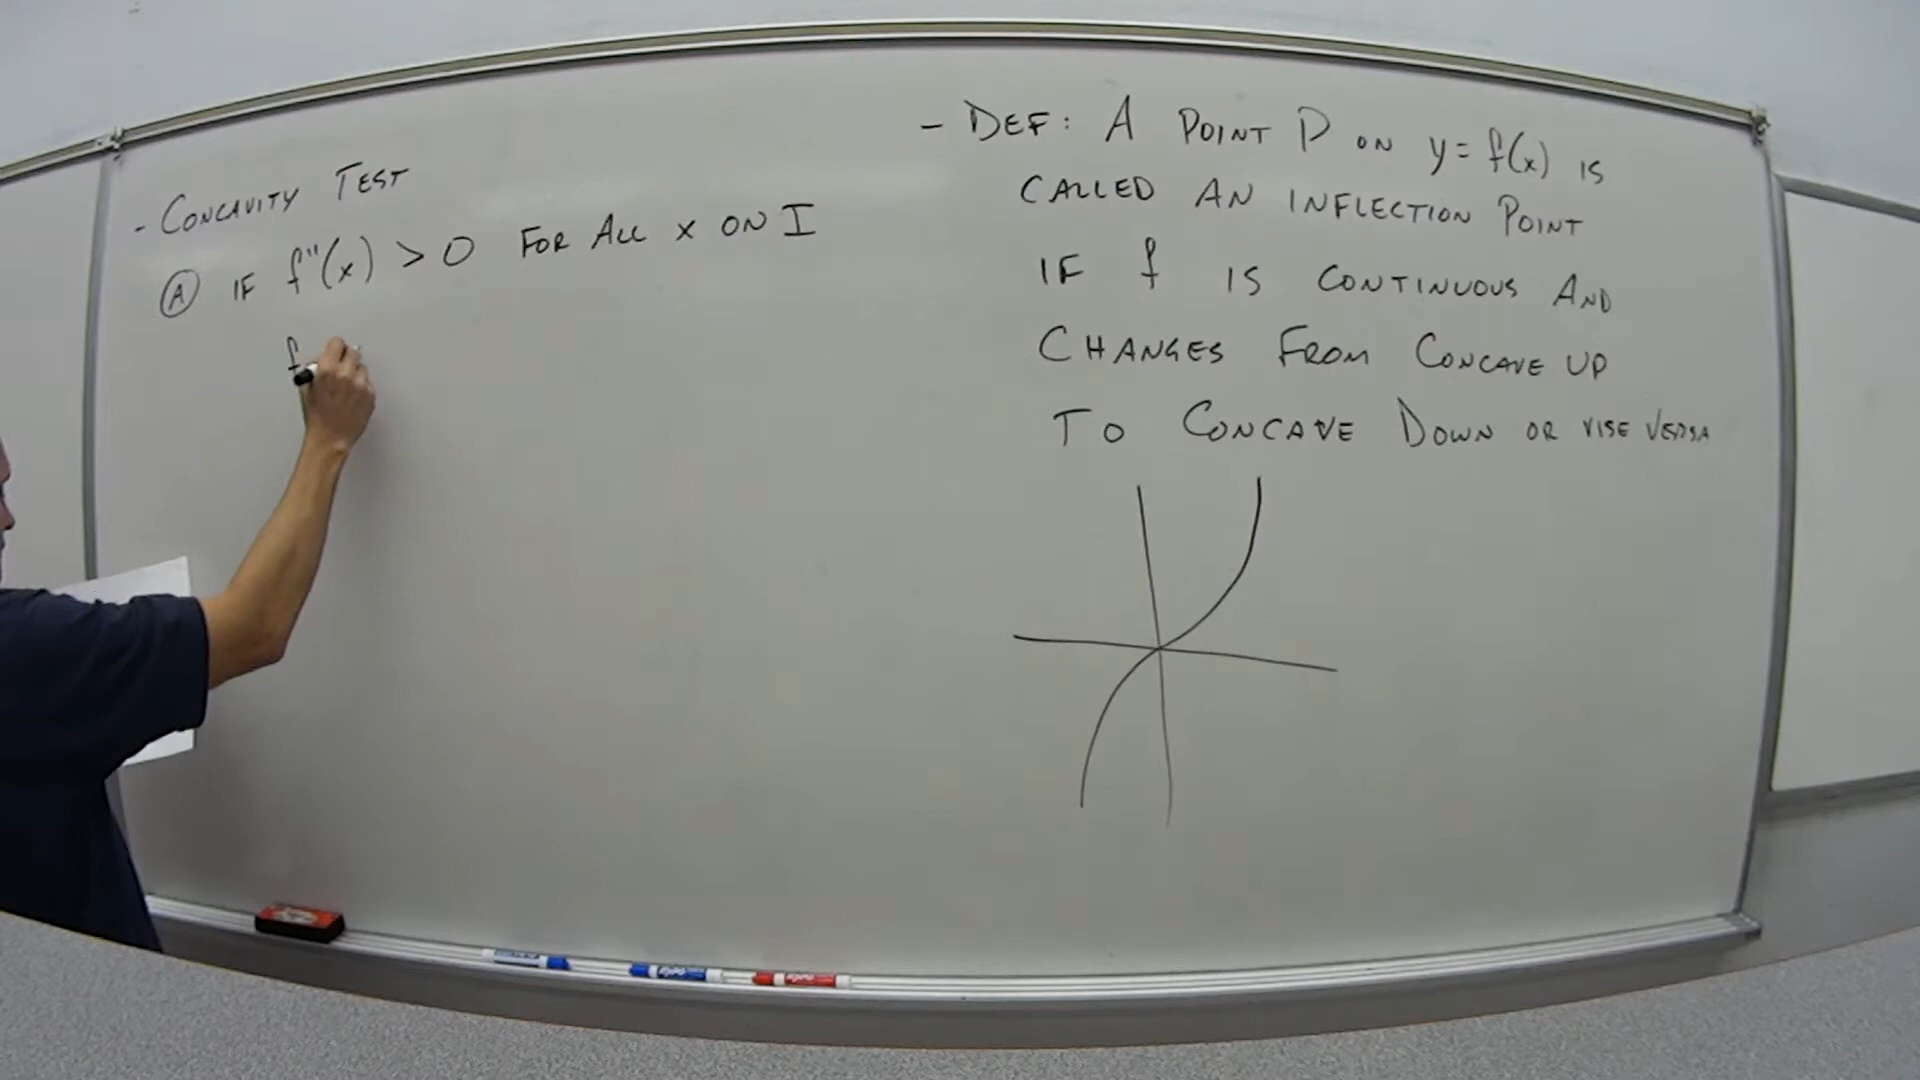 - CONCAVITY TEST
(A) IF f"(x) > 0 FOR ALL x ON I
f
- DEF: A POINT P ON y = f(x) IS
CALLED AN INFLECTION POINT
IF f IS CONTINUOUS AND
CHANGES FROM CONCAVE UP
TO CONCAVE DOWN OR VISE VERSA